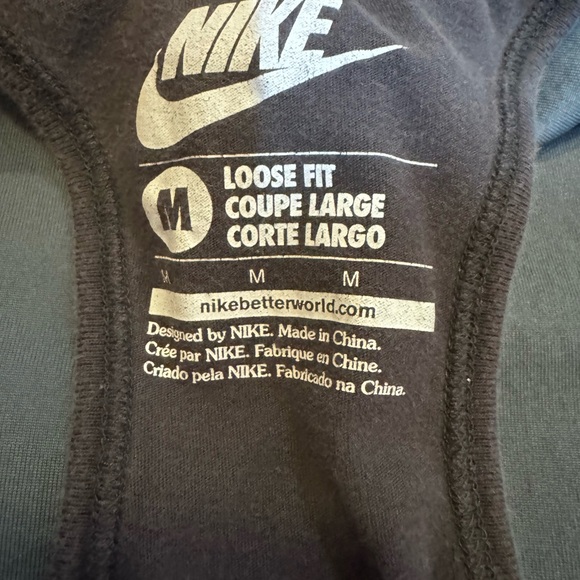 NIKE
M
LOOSE FIT
COUPE LARGE
CORTE LARGO
M M M
nikebetterworld.com
Designed by NIKE. Made in China.
Crée par NIKE. Fabrique en Chine.
Criado pela NIKE. Fabricado na China.